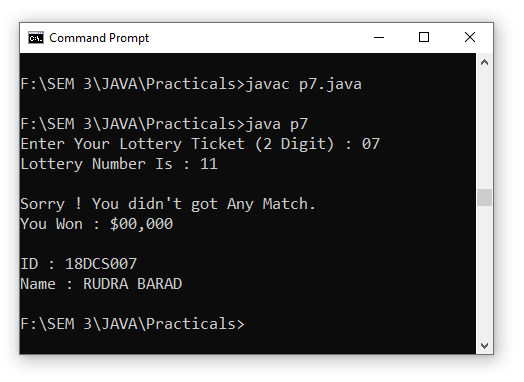 Command Prompt
F:\SEM 3\JAVA\Practicals>javac p7.java
F:\SEM 3\JAVA\Practicals>java p7
Enter Your Lottery Ticket (2 Digit) : 07
Lottery Number Is : 11
Sorry ! You didn't got Any Match.
You Won : $00,000
ID : 18DCS007
Name : RUDRA BARAD
F:\SEM 3\JAVA\Practicals>